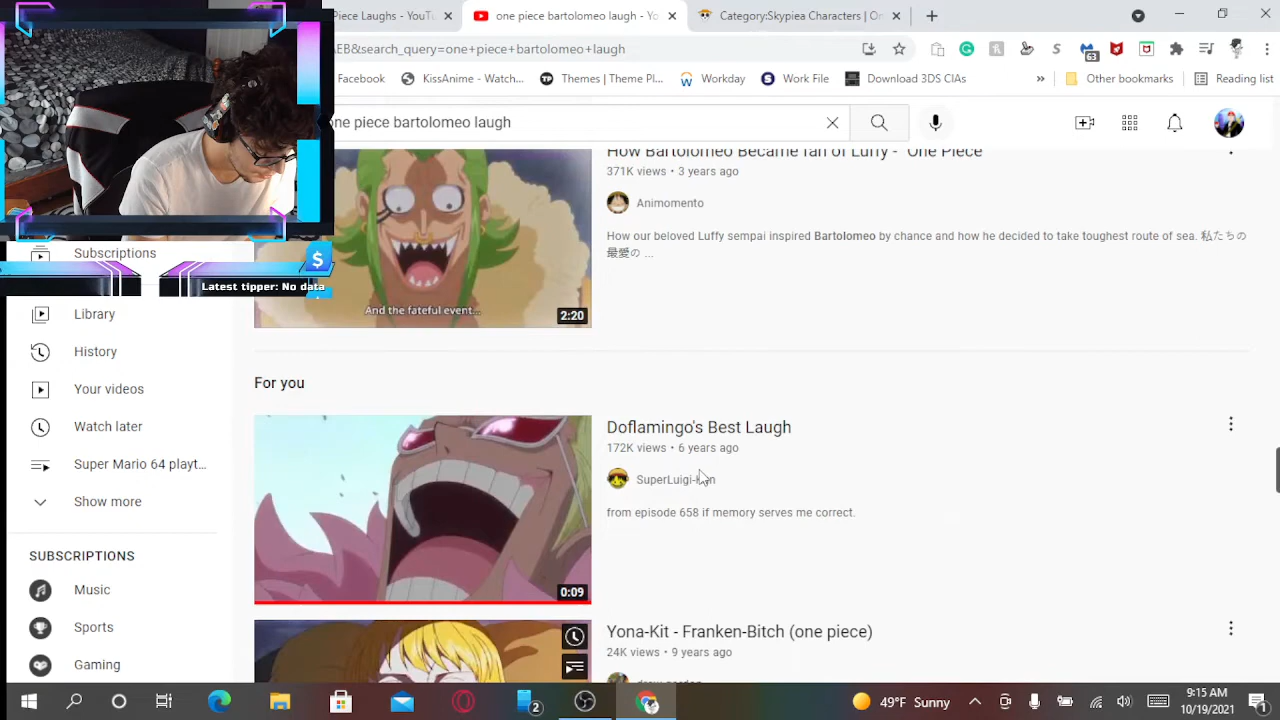 Piece Laughs - YouTu
one piece bartolomeo laugh - Yo
Category:Skypiea Characters | On
EB&search_query=one+piece+bartolomeo+laugh
63
Facebook
KissAnime - Watch...
Themes | Theme Pl...
Workday
Work File
Download 3DS CIAs
»
Other bookmarks
Reading list
ne piece bartolomeo laugh
How Bartolomeo Became fan of Luffy - One Piece
371K views • 3 years ago
Animomento
How our beloved Luffy sempai inspired Bartolomeo by chance and how he decided to take toughest route of sea. 私たちの
最愛の ...
And the fateful event...
2:20
Subscriptions
Latest tipper: No data
Library
History
Your videos
Watch later
Super Mario 64 playt...
Show more
SUBSCRIPTIONS
Music
Sports
Gaming
For you
Doflamingo's Best Laugh
172K views • 6 years ago
from episode 658 if memory serves me correct.
0:09
Yona-Kit - Franken-Bitch (one piece)
24K views • 9 years ago
2
49°F Sunny
9:15 AM
10/19/2021
1